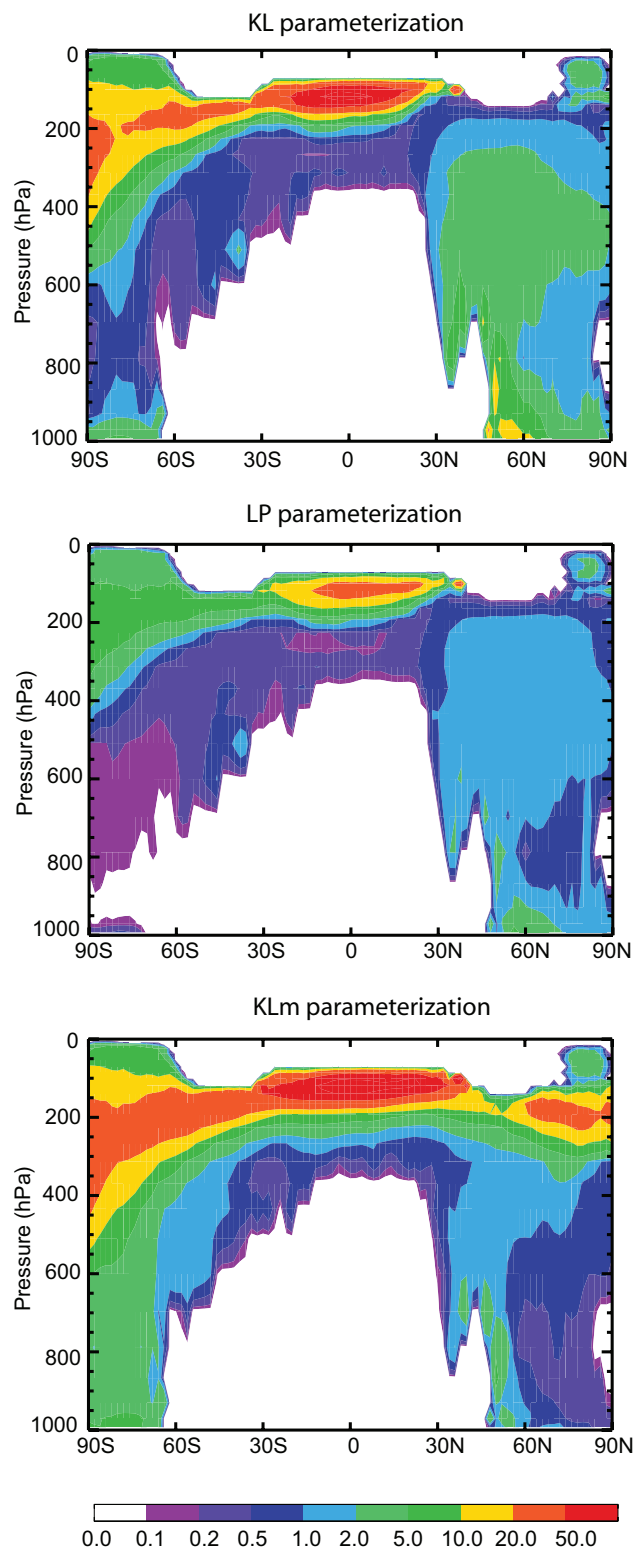 KL parameterization
0
200
400
600
800
1000
Pressure (hPa)
90S 60S 30S 0 30N 60N 90N
LP parameterization
0
200
400
600
800
1000
Pressure (hPa)
90S 60S 30S 0 30N 60N 90N
KLm parameterization
0
200
400
600
800
1000
Pressure (hPa)
90S 60S 30S 0 30N 60N 90N
0.0 0.1 0.2 0.5 1.0 2.0 5.0 10.0 20.0 50.0